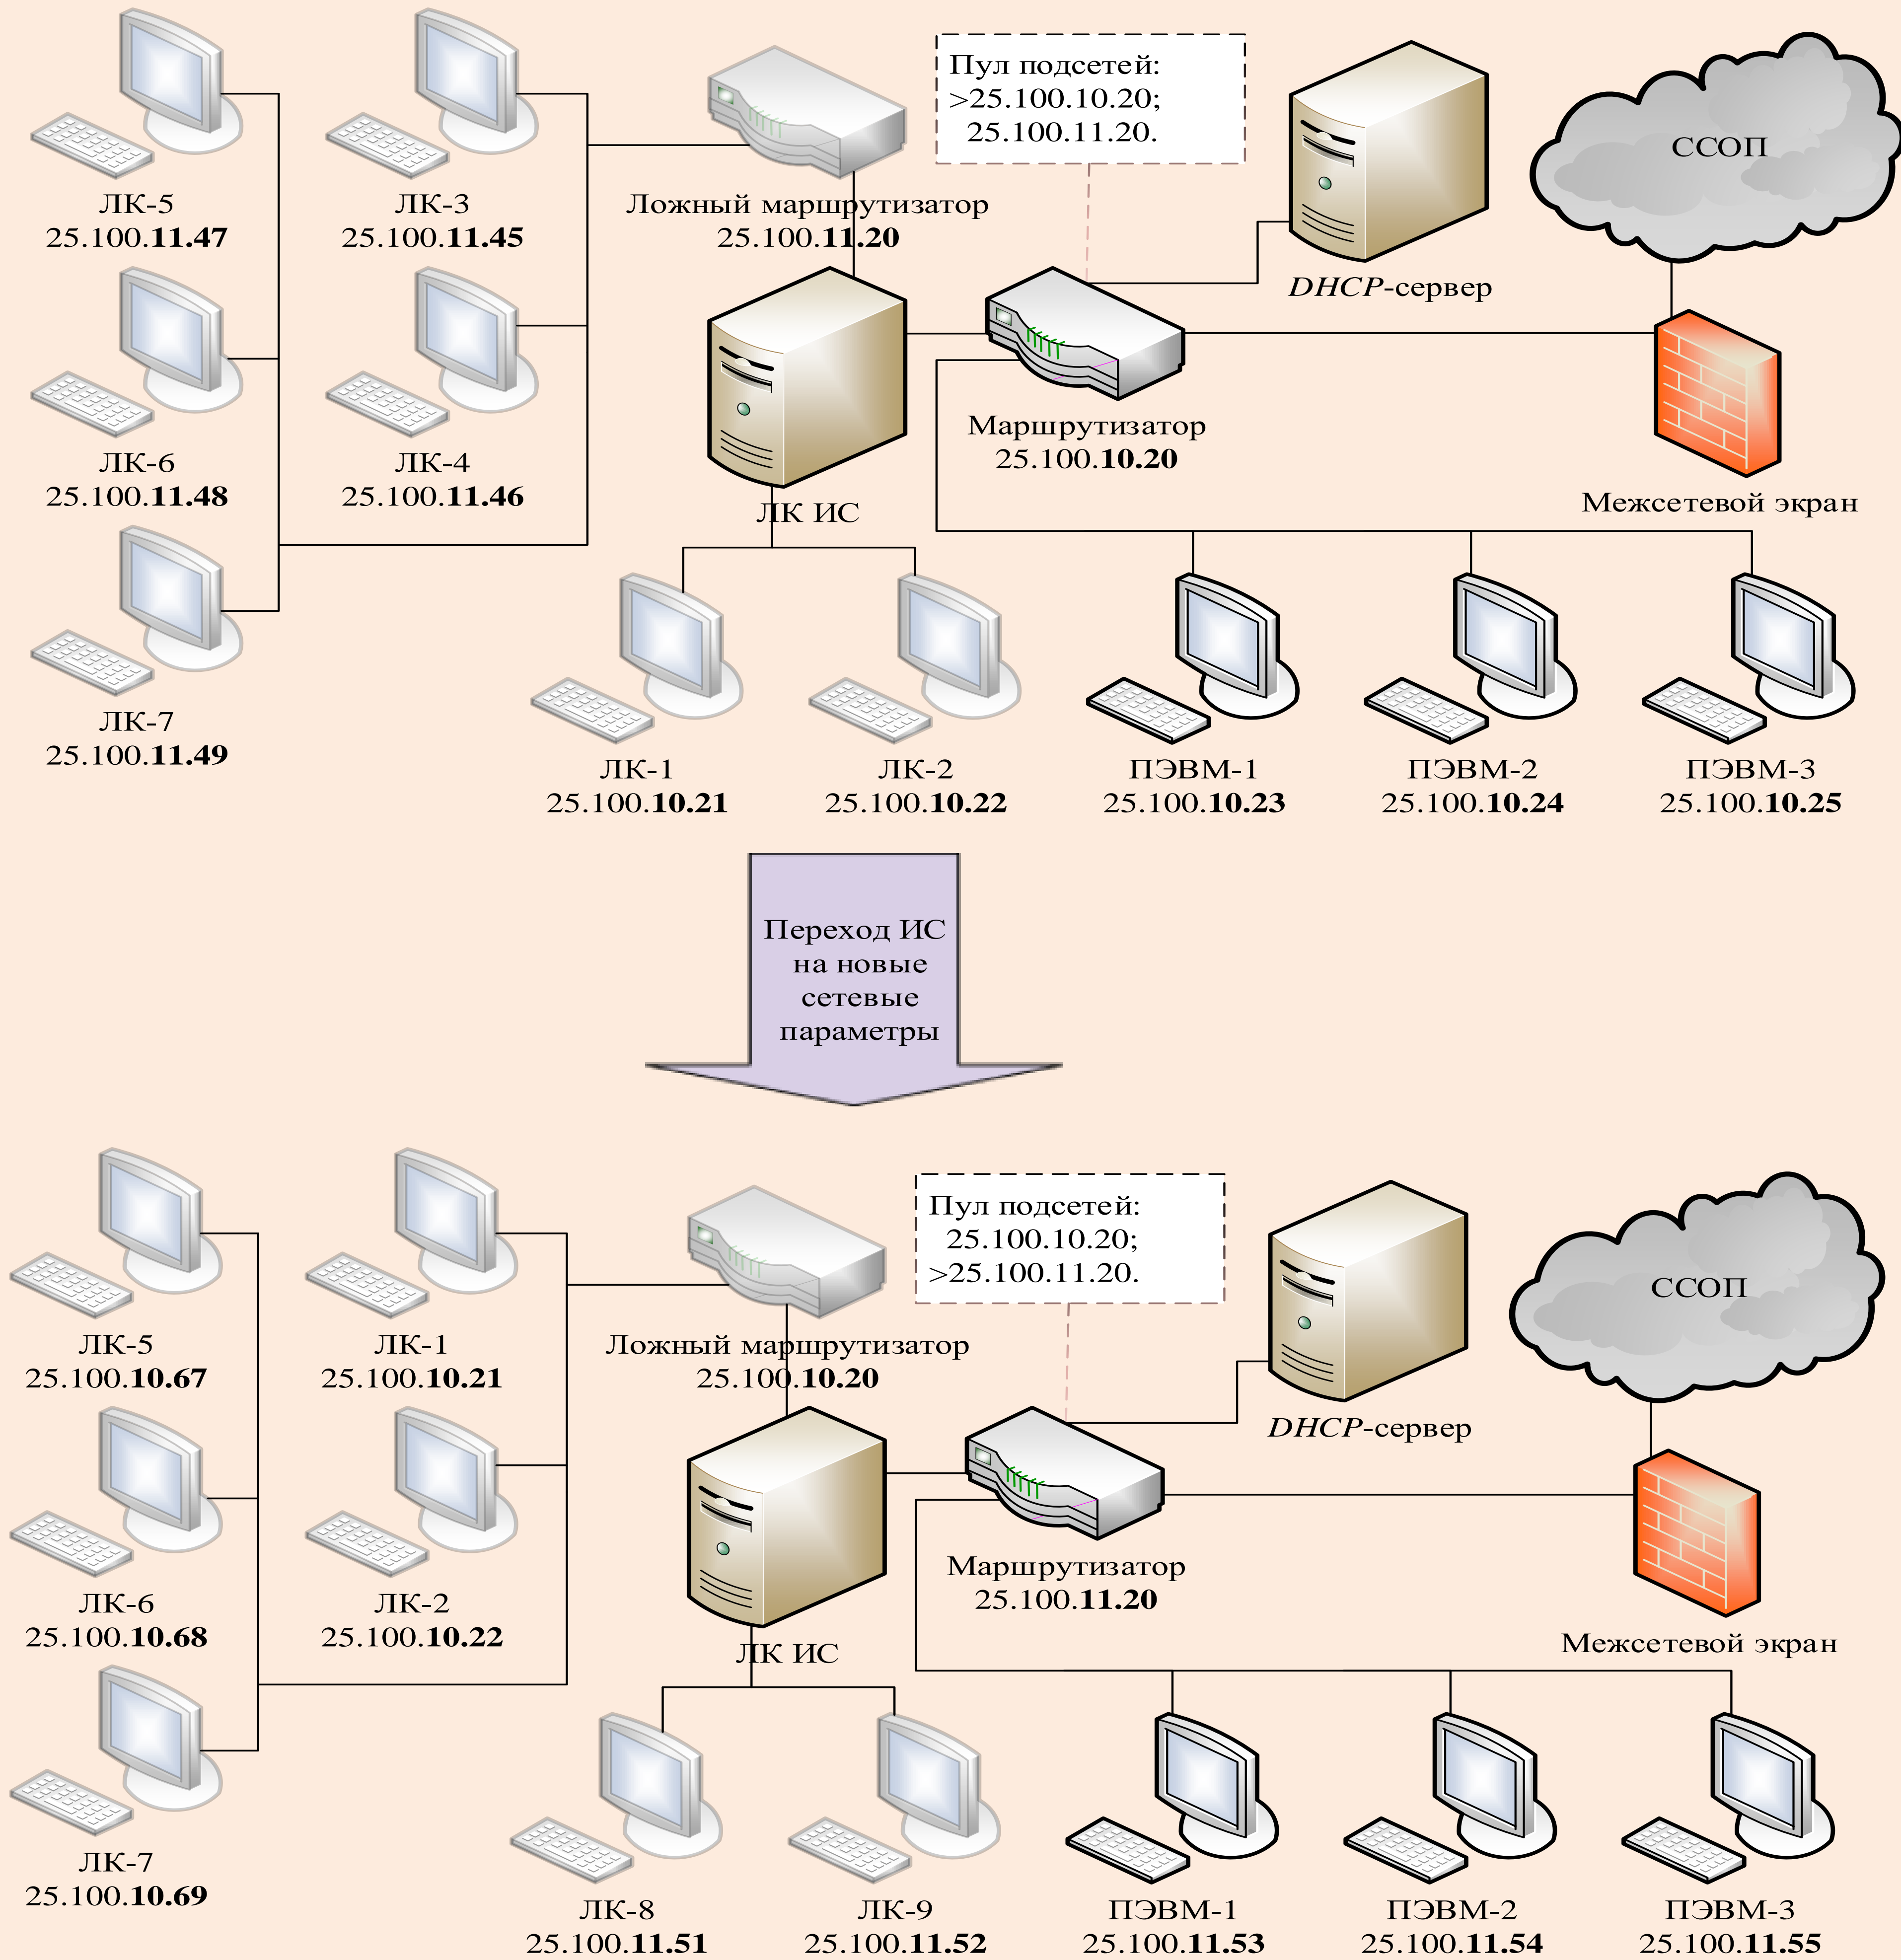 Пул подсетей:
>25.100.10.20;
25.100.11.20.
ССОП
ЛК-5
25.100.11.47
ЛК-3
25.100.11.45
Ложный маршрутизатор
25.100.11.20
DHCP-сервер
Маршрутизатор
25.100.10.20
ЛК-6
25.100.11.48
ЛК-4
25.100.11.46
ЛК ИС
Межсетевой экран
ЛК-7
25.100.11.49
ЛК-1
25.100.10.21
ЛК-2
25.100.10.22
ПЭВМ-1
25.100.10.23
ПЭВМ-2
25.100.10.24
ПЭВМ-3
25.100.10.25
Переход ИС
на новые
сетевые
параметры
Пул подсетей:
25.100.10.20;
>25.100.11.20.
ССОП
ЛК-5
25.100.10.67
ЛК-1
25.100.10.21
Ложный маршрутизатор
25.100.10.20
DHCP-сервер
Маршрутизатор
25.100.11.20
ЛК-6
25.100.10.68
ЛК-2
25.100.10.22
ЛК ИС
Межсетевой экран
ЛК-7
25.100.10.69
ЛК-8
25.100.11.51
ЛК-9
25.100.11.52
ПЭВМ-1
25.100.11.53
ПЭВМ-2
25.100.11.54
ПЭВМ-3
25.100.11.55